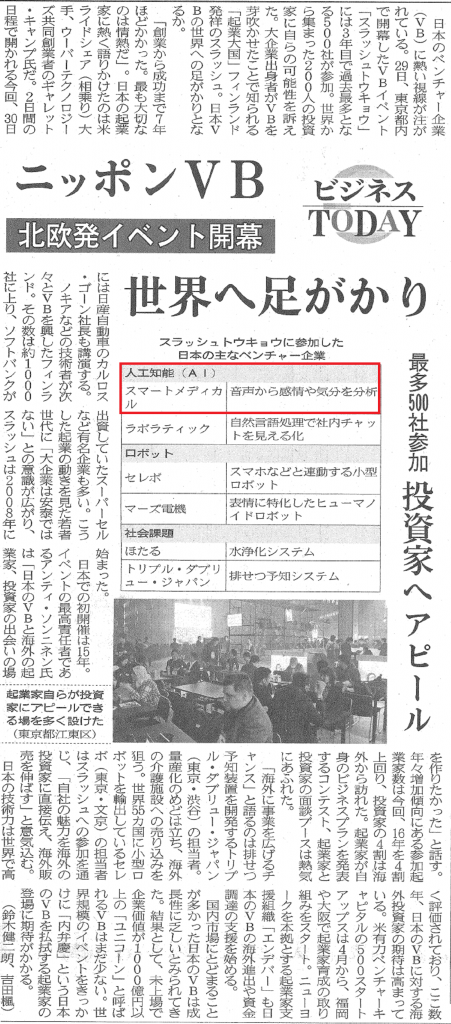 ビジネス
TODAY
ニッポンVB
北欧発イベント開幕
世界へ足がかり
最多500社参加 投資家へアピール
日本のベンチャー企業
（VB）に熱い視線が注が
れている。29日、東京都内
で開幕したVBイベント
「スラッシュトウキョウ」
には3年目で過去最多とな
る500社が参加。世界か
ら集まった200人の投資
家に自らの可能性を訴え
た。大企業出身者がVBを
芽吹かせたことで知られる
「起業大国」フィンランド
発祥のスラッシュ。日本V
Bの世界への足がかりとな
るか。
「創業から成功まで7年
ほどかかった。最も大切な
のは情熱だ」。日本の起業
家に熱く語りかけたのは米
ライドシェア（相乗り）大
手、ウーバーテクノロジー
ズ共同創業者のギャレット
・キャンプ氏だ。2日間の
日程で開かれる今回、30日
には日産自動車のカルロス
・ゴーン社長も講演する。
ノキアなどの技術者が次
々とVBを興したフィンラ
ンド。その数は約1000
社に上り、ソフトバンクが
出資していたスーパーセル
など有名企業も多い。こう
した起業の動きを見た若者
世代に「大企業は安泰では
ない」との意識が広がり、
スラッシュは2008年に
始まった。
日本での初開催は15年。
イベントの最高責任者であ
るアンティ・ソンニネン氏
は「日本のVBと海外の起
業家、投資家の出会いの場
を作りたかった」と話す。
年々増加傾向にある参加起
業家数は今回、16年を4割
上回り、投資家の4割は海
外から訪れた。起業家が自
身のビジネスプランを発表
するコンテスト、起業家と
投資家の面談ブースは熱気
にあふれた。
「海外に事業を広げるチ
ャンス」と語るのは排せつ
予知装置を開発するトリプ
ル・ダブリュー・ジャパン
（東京・渋谷）の担当者。
量産化のめどは立ち、海外
の介護施設への売り込みを
狙う。世界55カ国に小型ロ
ボットを輸出しているセレ
ボ（東京・文京）の担当者
はスラッシュへの参加を通
じ、「自社の魅力を海外の
投資家に直接伝え、海外販
売を伸ばす」と意気込む。
日本の技術力は世界で高
く評価されており、ここ数
年、日本のVBに対する海
外投資家の期待は高まって
いる。米有力ベンチャーキ
ャピタルの500スタート
アップスは4月から、福岡
や大阪で起業家育成の取り
組みをスタート。ニューヨ
ークを本拠とする起業家支
援組織「エンデバー」も日
本のVBの海外進出や資金
調達の支援を始める。
国内市場にとどまること
が多かった日本のVBは成
長性に乏しいとみられてき
た。結果として、未上場で
企業価値が1000億円以
上の「ユニコーン」と呼ば
れるVBはまだ少ない。世
界規模のイベントをきっか
けに「内弁慶」という日本
のVBを払拭する起業家の
登場に期待がかかる。
（鈴木健二朗、吉田楓）
スラッシュトウキョウに参加した
日本の主なベンチャー企業
人工知能（AI）
スマートメディカル 音声から感情や気分を分析
ラボラティック 自然言語処理で社内チャットを見える化
ロボット
セレボ スマホなどと連動する小型ロボット
マーズ電機 表情に特化したヒューマノイドロボット
社会課題
ほたる 水浄化システム
トリプル・ダブリュー・ジャパン 排せつ予知システム
起業家自らが投資
家にアピールでき
る場を多く設けた
（東京都江東区）